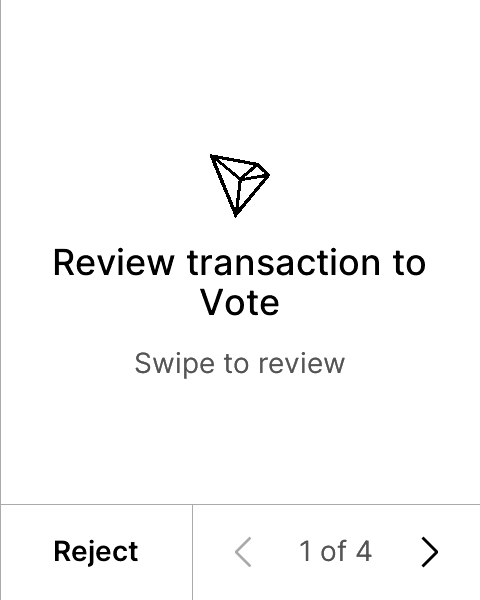 Review transaction to
Vote
Swipe to review
Reject
1 of 4